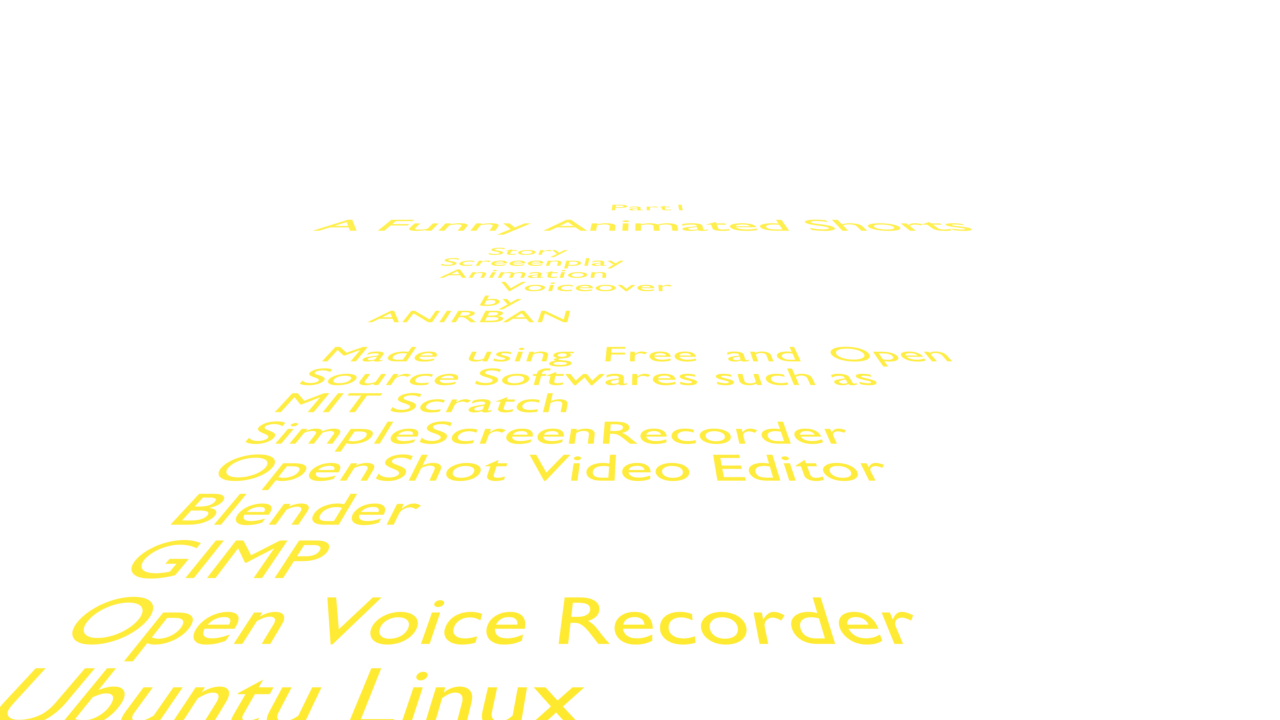 Part I
A Funny Animated Shorts
Story
Screeenplay
Animation
Voiceover
by
ANIRBAN
Made using Free and Open
Source Softwares such as
MIT Scratch
SimpleScreenRecorder
OpenShot Video Editor
Blender
GIMP
Open Voice Recorder
Ubuntu Linux